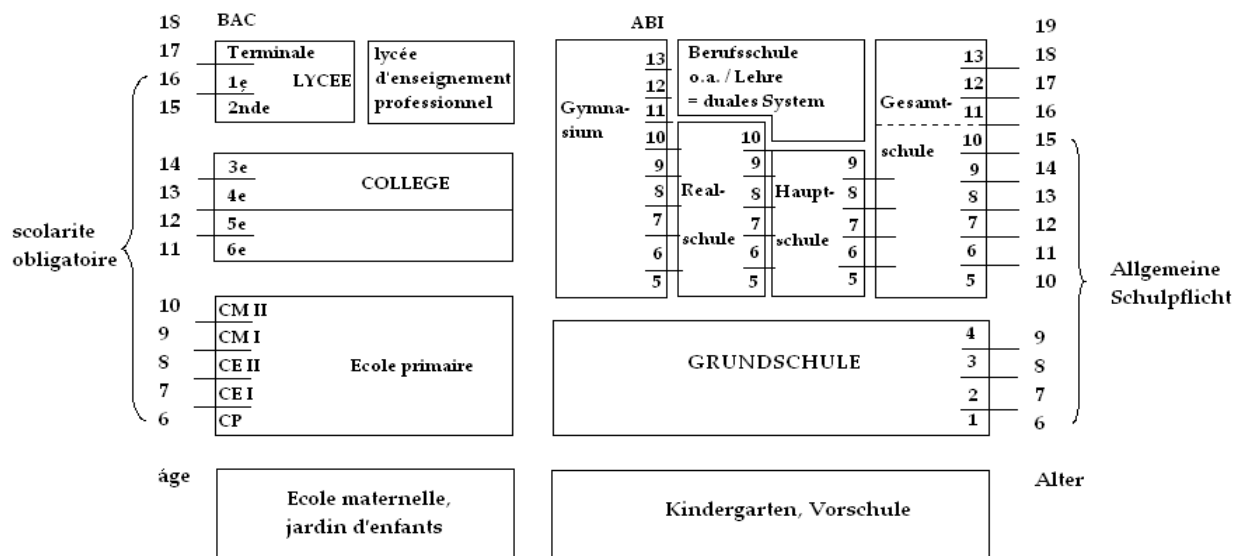 18 BAC
17 Terminale
16 1e LYCEE
15 2nde
lycée
d'enseignement
professionnel
14 3e
13 4e
COLLEGE
12 5e
11 6e
scolarite
obligatoire
10 CM II
9 CM I
8 CE II
7 CE I
6 CP
Ecole primaire
áge
Ecole maternelle,
jardin d'enfants
ABI
Gymna-
sium
13
12
11
10
9
8
7
6
5
Berufsschule
o.a. / Lehre
= duales System
Real-
schule
10
9
8
7
6
5
Haupt-
schule
9
8
7
6
5
Gesamt-
schule
13
12
11
10
9
8
7
6
5
19
18
17
16
15
14
13
12
11
10
GRUNDSCHULE
4
3
2
1
9
8
7
6
Allgemeine
Schulpflicht
Alter
Kindergarten, Vorschule